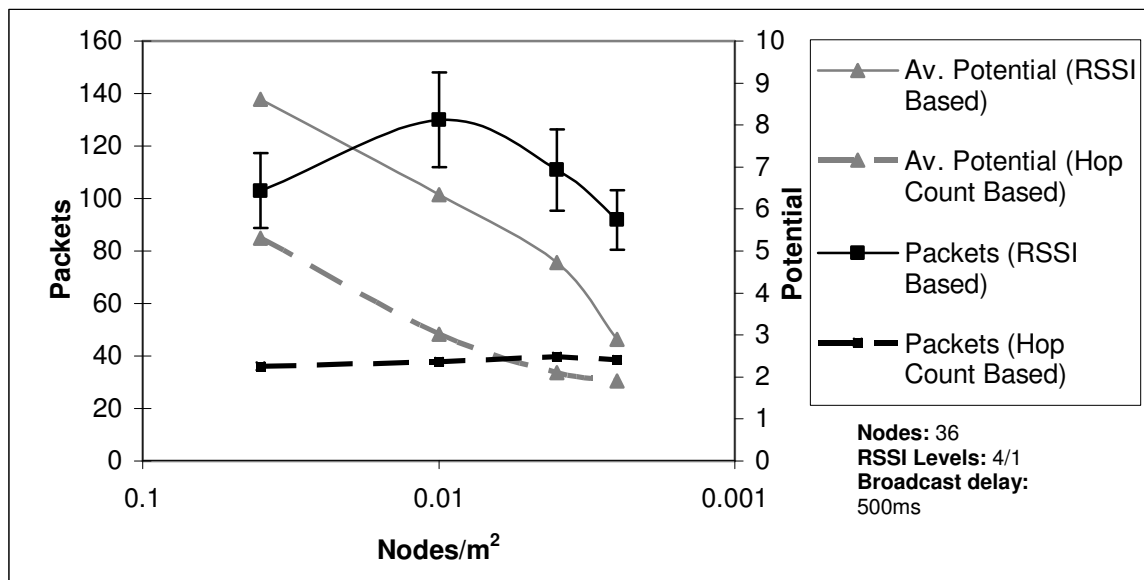 160
140
120
100
80
60
40
20
0
Packets
10
9
8
7
6
5
4
3
2
1
0
Potential
0.1
0.01
0.001
Nodes/m²
Av. Potential (RSSI
Based)
Av. Potential (Hop
Count Based)
Packets (RSSI
Based)
Packets (Hop
Count Based)
Nodes: 36
RSSI Levels: 4/1
Broadcast delay:
500ms